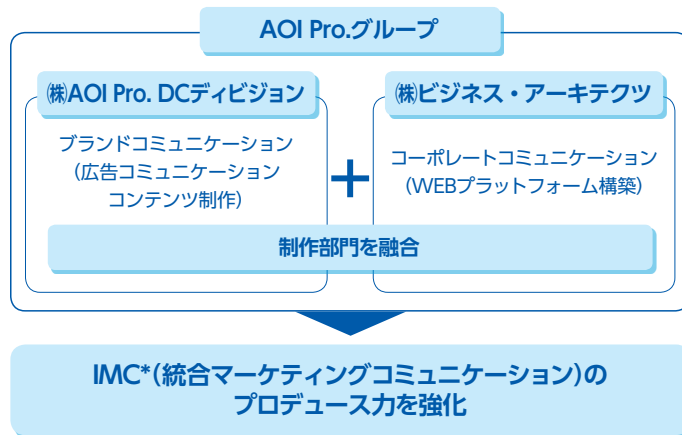 AOI Pro.グループ
㈱AOI Pro. DCディビジョン
ブランドコミュニケーション
（広告コミュニケーション
コンテンツ制作）
＋
㈱ビジネス・アーキテクツ
コーポレートコミュニケーション
（WEBプラットフォーム構築）
制作部門を融合
IMC*（統合マーケティングコミュニケーション）の
プロデュース力を強化